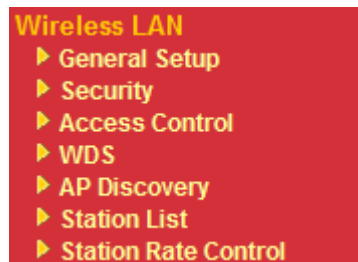 Wireless LAN
General Setup
Security
Access Control
WDS
AP Discovery
Station List
Station Rate Control